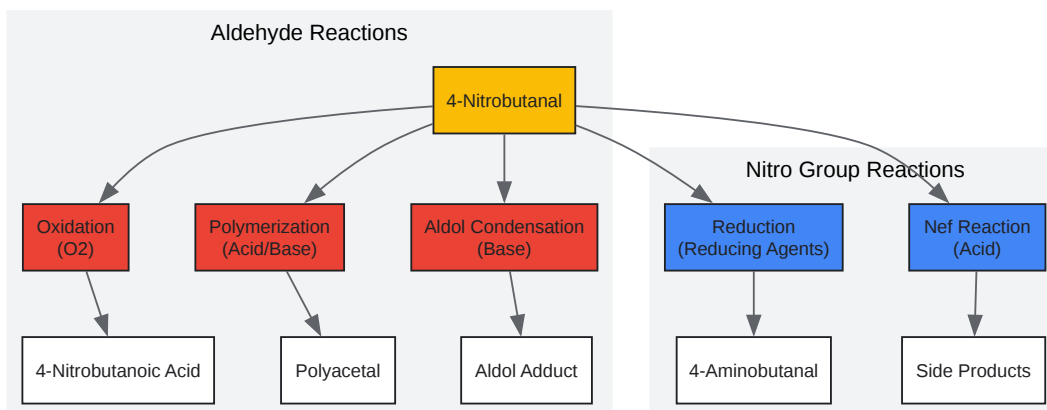 Aldehyde Reactions
4-Nitrobutanal
Nitro Group Reactions
Oxidation
(O2)
Polymerization
(Acid/Base)
Aldol Condensation
(Base)
Reduction
(Reducing Agents)
Nef Reaction
(Acid)
4-Nitrobutanoic Acid
Polyacetal
Aldol Adduct
4-Aminobutanal
Side Products